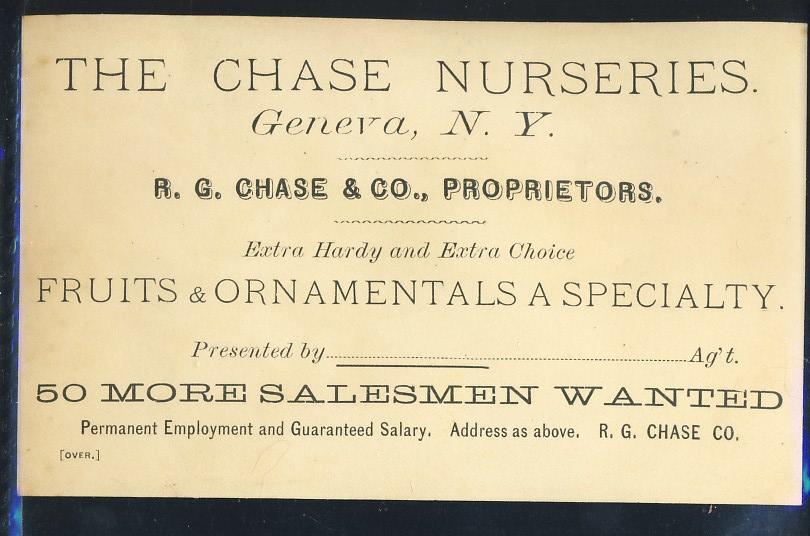 THE CHASE NURSERIES.
Geneva, N. Y.
R. G. CHASE & CO., PROPRIETORS.
Extra Hardy and Extra Choice
FRUITS & ORNAMENTALS A SPECIALTY.
Presented by........................................Ag't.
50 MORE SALESMEN WANTED
Permanent Employment and Guaranteed Salary. Address as above. R. G. CHASE CO.
[OVER.]